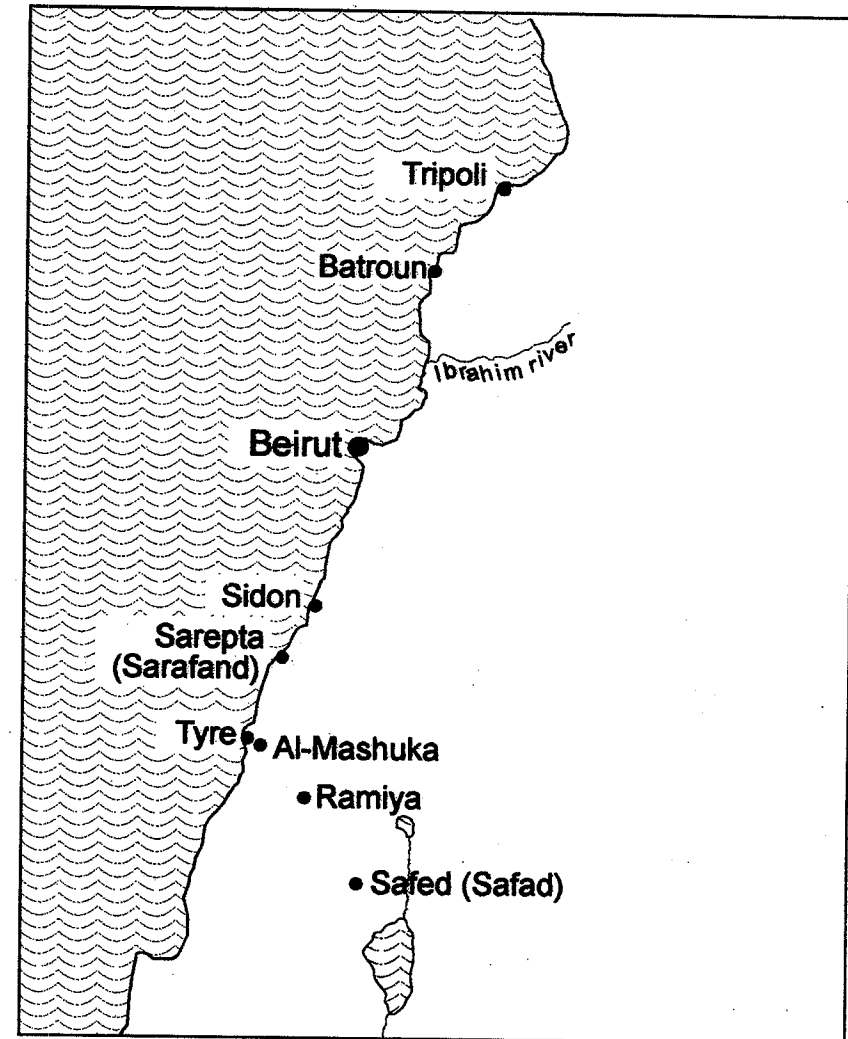 Tripoli
Batroun
Ibrahim river
Beirut
Sidon
Sarepta
(Sarafand)
Tyre
Al-Mashuka
Ramiya
Safed (Safad)